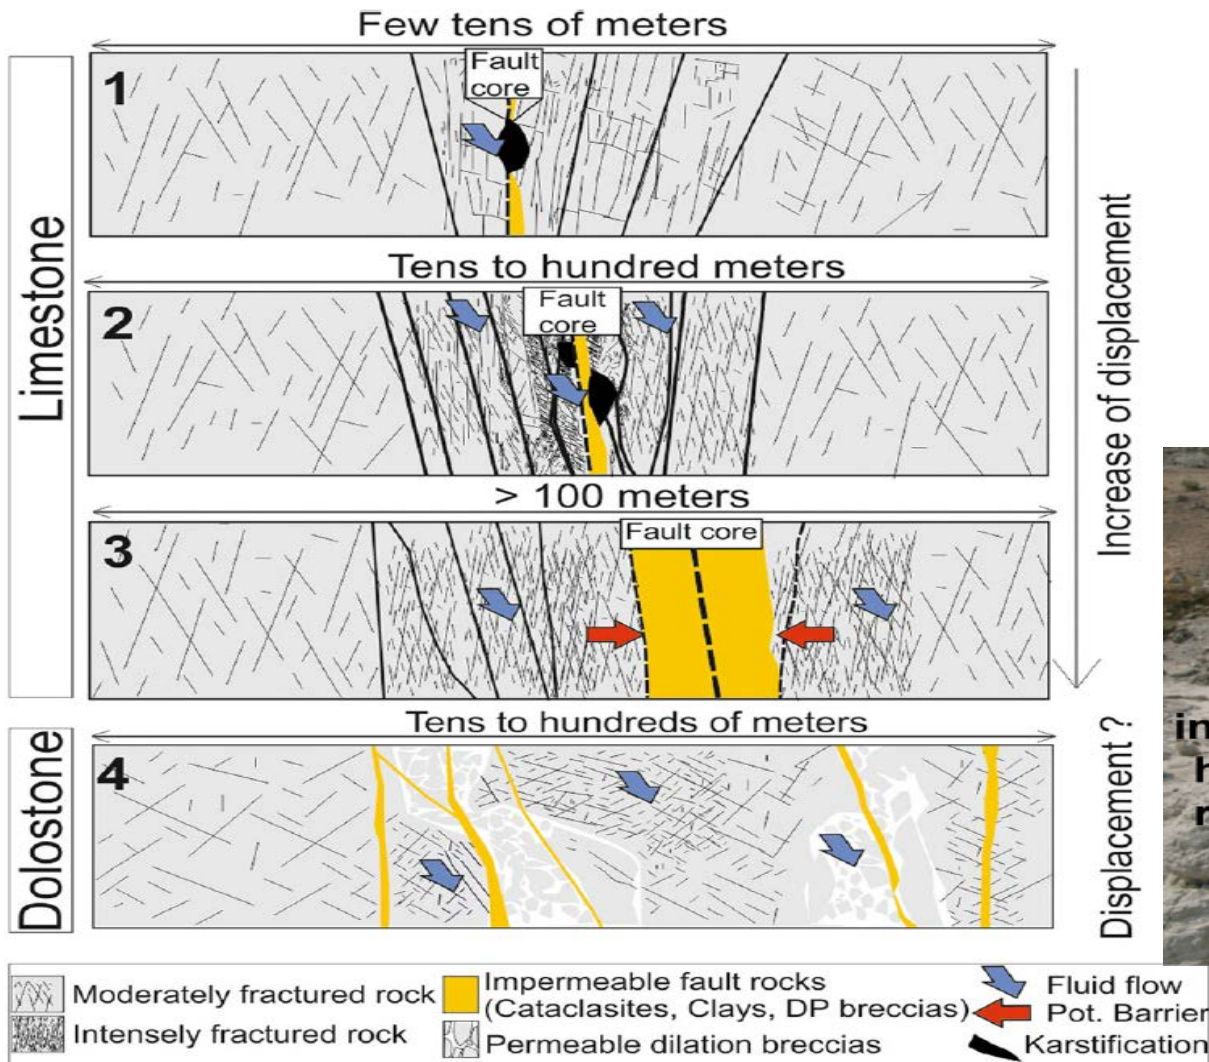 Few tens of meters
Limestone
1
Fault
core
Tens to hundred meters
2
Fault
core
> 100 meters
3
Fault core
Increase of displacement
Dolostone
Tens to hundreds of meters
4
Displacement ?
Moderately fractured rock
Intensely fractured rock
Impermeable fault rocks
(Cataclasites, Clays, DP breccias)
Permeable dilation breccias
Fluid flow
Pot. Barrier
Karstification